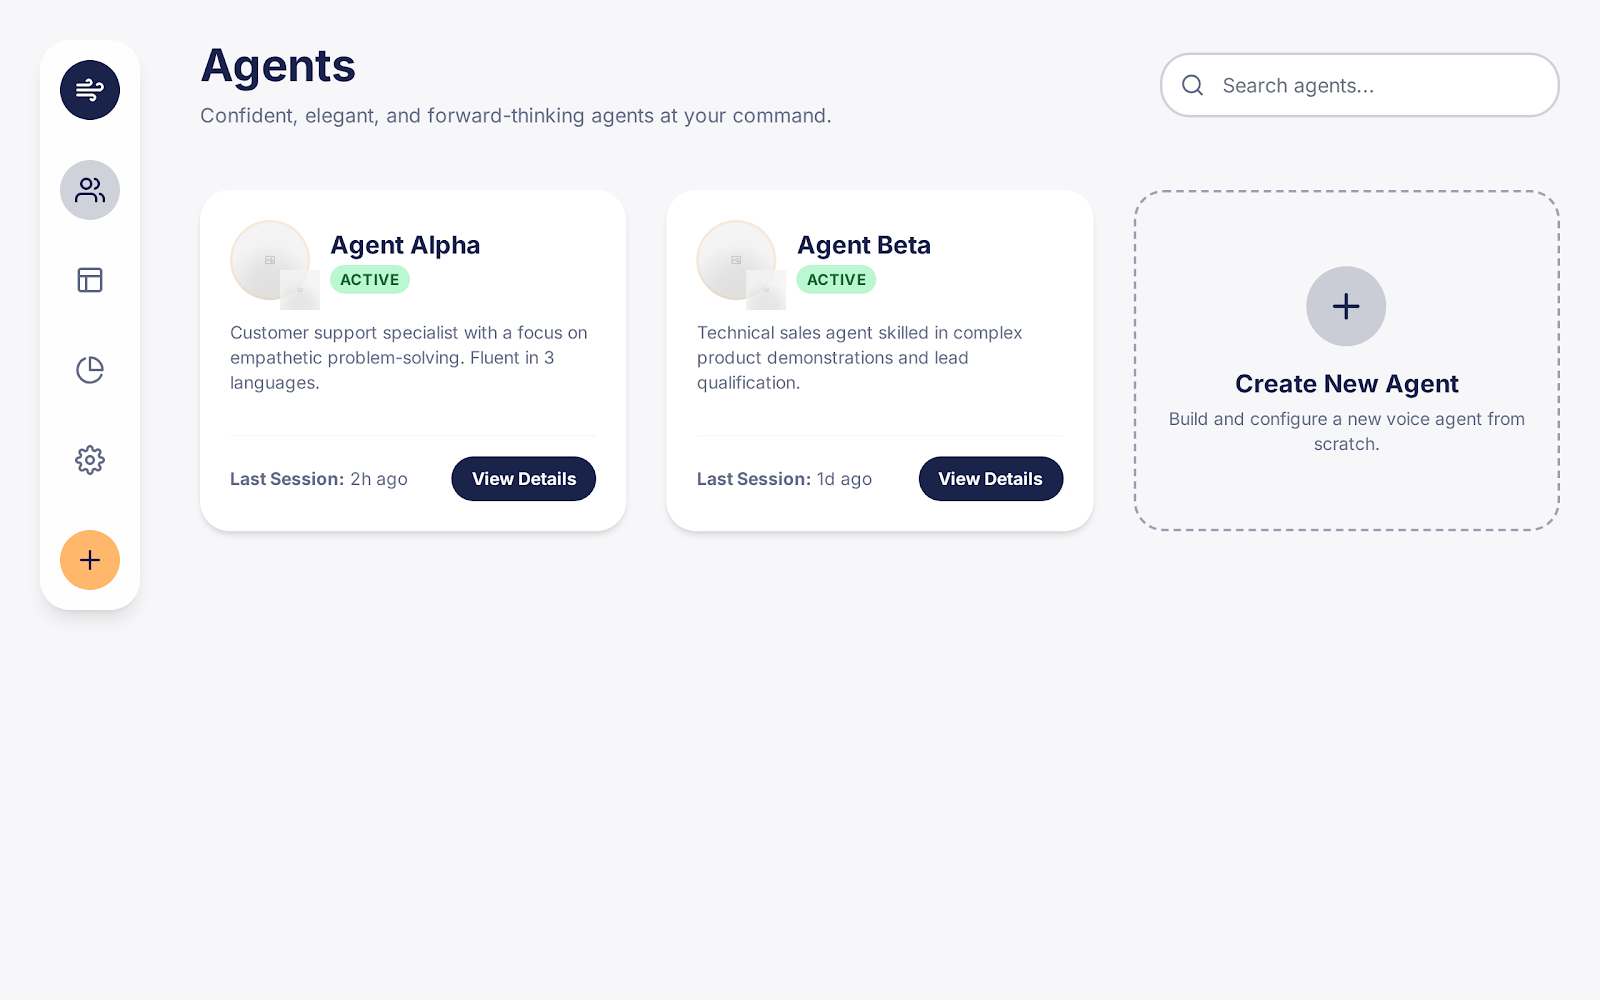 Agents
Confident, elegant, and forward-thinking agents at your command.
Search agents...
Agent Alpha
ACTIVE
Customer support specialist with a focus on
empathetic problem-solving. Fluent in 3
languages.
Last Session: 2h ago
View Details
Agent Beta
ACTIVE
Technical sales agent skilled in complex
product demonstrations and lead
qualification.
Last Session: 1d ago
View Details
Create New Agent
Build and configure a new voice agent from
scratch.